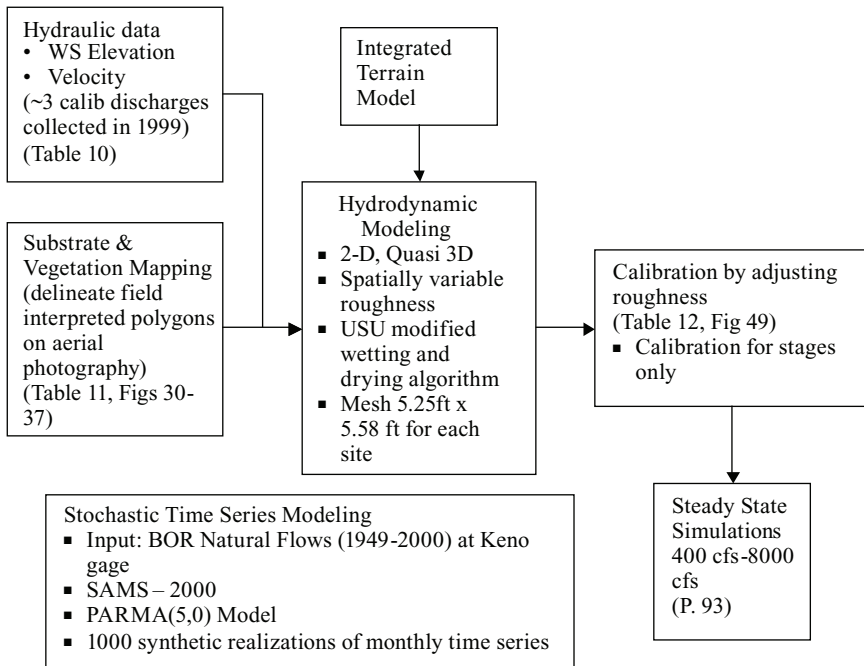 Hydraulic data
• WS Elevation
• Velocity
(~3 calib discharges
collected in 1999)
(Table 10)
Integrated
Terrain
Model
Substrate &
Vegetation Mapping
(delineate field
interpreted polygons
on aerial
photography)
(Table 11, Figs 30-
37)
Hydrodynamic
Modeling
▪ 2-D, Quasi 3D
▪ Spatially variable
roughness
▪ USU modified
wetting and
drying algorithm
▪ Mesh 5.25ft x
5.58 ft for each
site
Calibration by adjusting
roughness
(Table 12, Fig 49)
▪ Calibration for stages
only
Stochastic Time Series Modeling
▪ Input: BOR Natural Flows (1949-2000) at Keno
gage
▪ SAMS – 2000
▪ PARMA(5,0) Model
▪ 1000 synthetic realizations of monthly time series
Steady State
Simulations
400 cfs-8000
cfs
(P. 93)